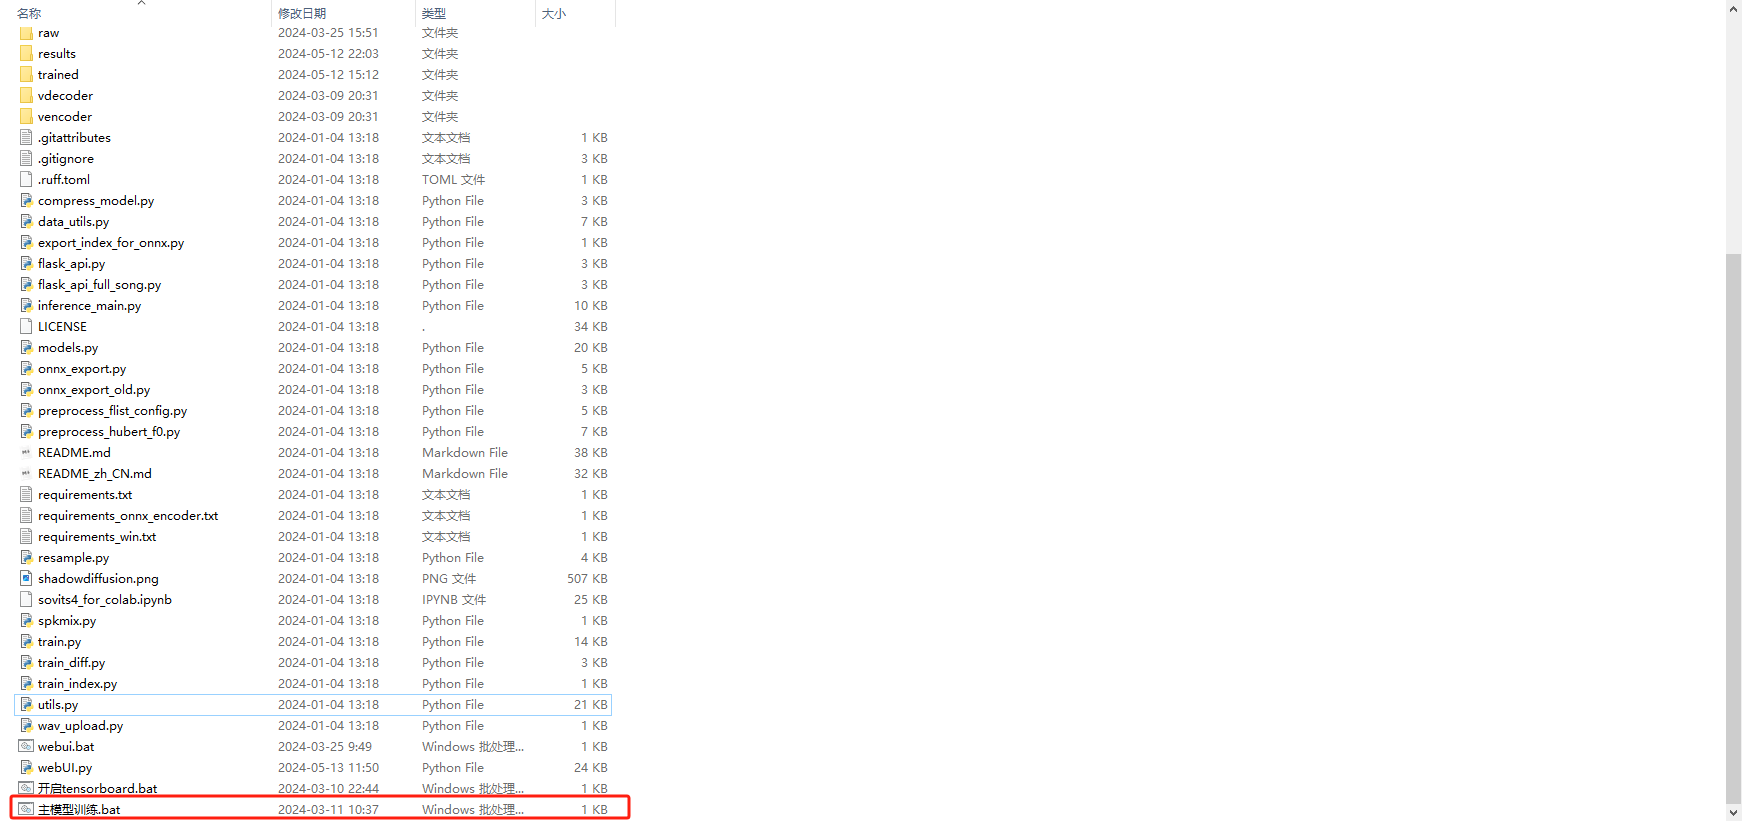 名称 修改日期 类型 大小
raw 2024-03-25 15:51 文件夹
results 2024-05-12 22:03 文件夹
trained 2024-05-12 15:12 文件夹
vdecoder 2024-03-09 20:31 文件夹
vencoder 2024-03-09 20:31 文件夹
.gitattributes 2024-01-04 13:18 文本文档 1 KB
.gitignore 2024-01-04 13:18 文本文档 3 KB
.ruff.toml 2024-01-04 13:18 TOML 文件 1 KB
compress_model.py 2024-01-04 13:18 Python File 3 KB
data_utils.py 2024-01-04 13:18 Python File 7 KB
export_index_for_onnx.py 2024-01-04 13:18 Python File 1 KB
flask_api.py 2024-01-04 13:18 Python File 3 KB
flask_api_full_song.py 2024-01-04 13:18 Python File 3 KB
inference_main.py 2024-01-04 13:18 Python File 10 KB
LICENSE 2024-01-04 13:18 . 34 KB
models.py 2024-01-04 13:18 Python File 20 KB
onnx_export.py 2024-01-04 13:18 Python File 5 KB
onnx_export_old.py 2024-01-04 13:18 Python File 3 KB
preprocess_flist_config.py 2024-01-04 13:18 Python File 5 KB
preprocess_hubert_f0.py 2024-01-04 13:18 Python File 7 KB
README.md 2024-01-04 13:18 Markdown File 38 KB
README_zh_CN.md 2024-01-04 13:18 Markdown File 32 KB
requirements.txt 2024-01-04 13:18 文本文档 1 KB
requirements_onnx_encoder.txt 2024-01-04 13:18 文本文档 1 KB
requirements_win.txt 2024-01-04 13:18 文本文档 1 KB
resample.py 2024-01-04 13:18 Python File 4 KB
shadowdiffusion.png 2024-01-04 13:18 PNG 文件 507 KB
sovits4_for_colab.ipynb 2024-01-04 13:18 IPYNB 文件 25 KB
spkmix.py 2024-01-04 13:18 Python File 1 KB
train.py 2024-01-04 13:18 Python File 14 KB
train_diff.py 2024-01-04 13:18 Python File 3 KB
train_index.py 2024-01-04 13:18 Python File 1 KB
utils.py 2024-01-04 13:18 Python File 21 KB
wav_upload.py 2024-01-04 13:18 Python File 1 KB
webui.bat 2024-03-25 9:49 Windows 批处理... 1 KB
webUI.py 2024-05-13 11:50 Python File 24 KB
开启tensorboard.bat 2024-03-10 22:44 Windows 批处理... 1 KB
主模型训练.bat 2024-03-11 10:37 Windows 批处理... 1 KB